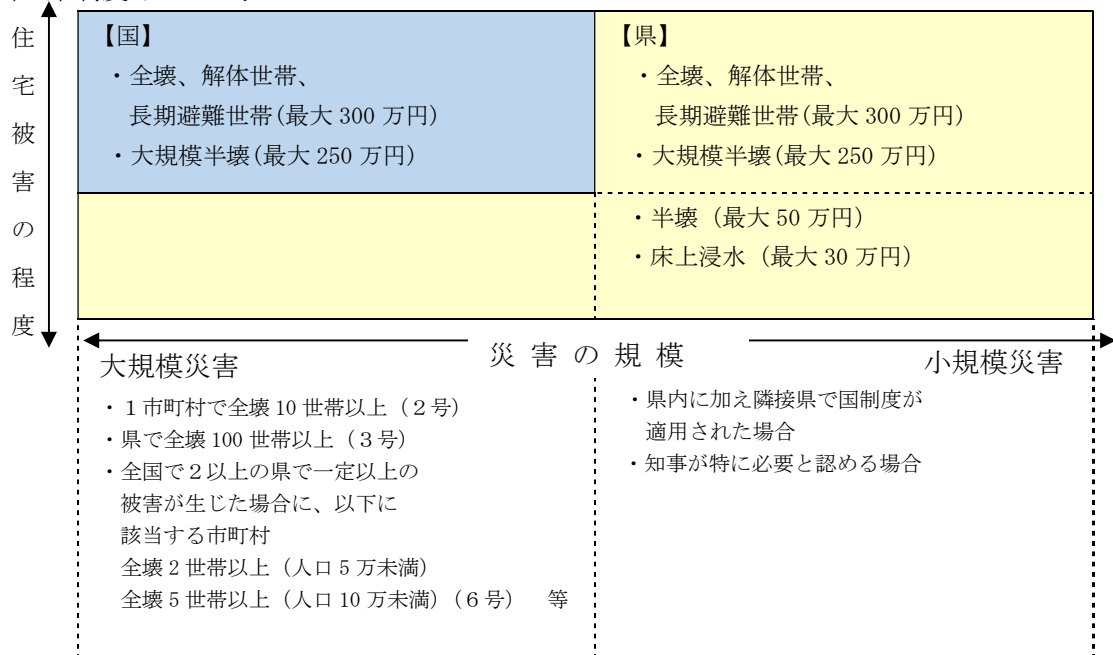 住宅被害の程度
【国】
・全壊、解体世帯、
長期避難世帯(最大 300 万円)
・大規模半壊(最大 250 万円)
【県】
・全壊、解体世帯、
長期避難世帯(最大 300 万円)
・大規模半壊(最大 250 万円)
・半壊（最大 50 万円）
・床上浸水（最大 30 万円）
災害の規模
大規模災害
小規模災害
・１市町村で全壊 10 世帯以上（２号）
・県で全壊 100 世帯以上（３号）
・全国で２以上の県で一定以上の
被害が生じた場合に、以下に
該当する市町村
全壊 2 世帯以上（人口 5 万未満）
全壊 5 世帯以上（人口 10 万未満）（６号）　等
・県内に加え隣接県で国制度が
適用された場合
・知事が特に必要と認める場合